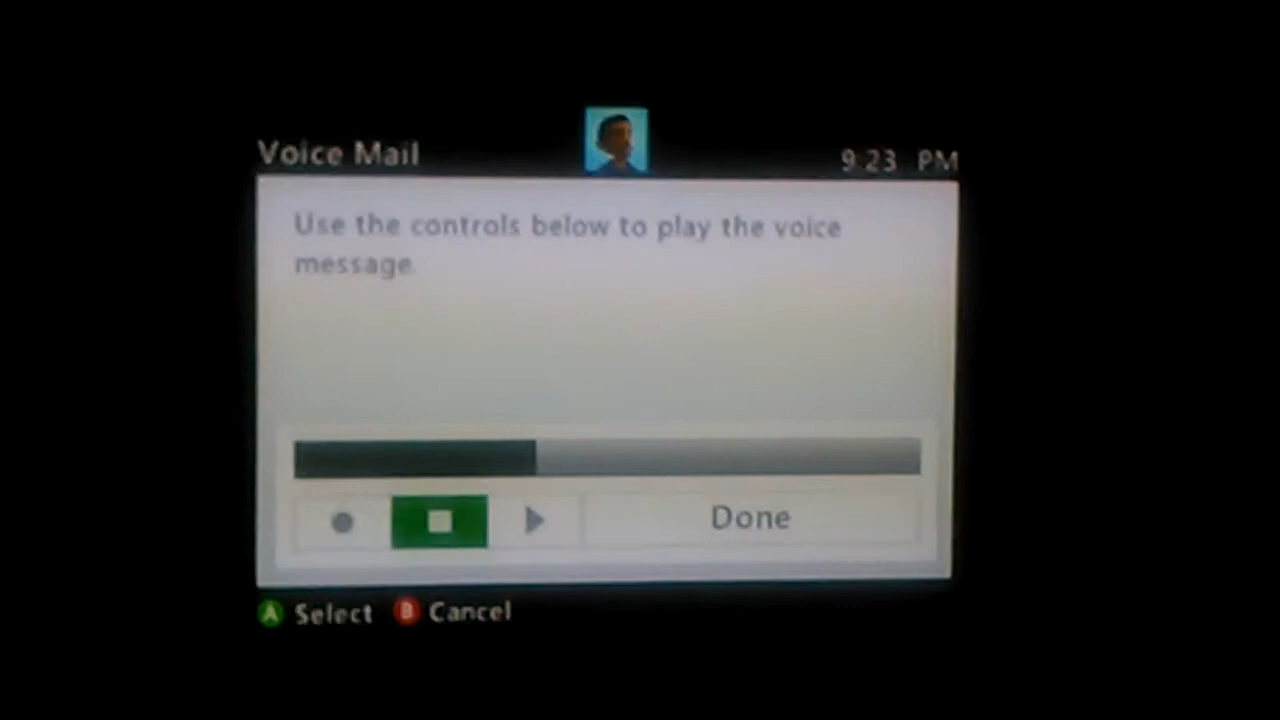 Voice Mail
9:23 PM
Use the controls below to play the voice
message.
Done
A Select B Cancel